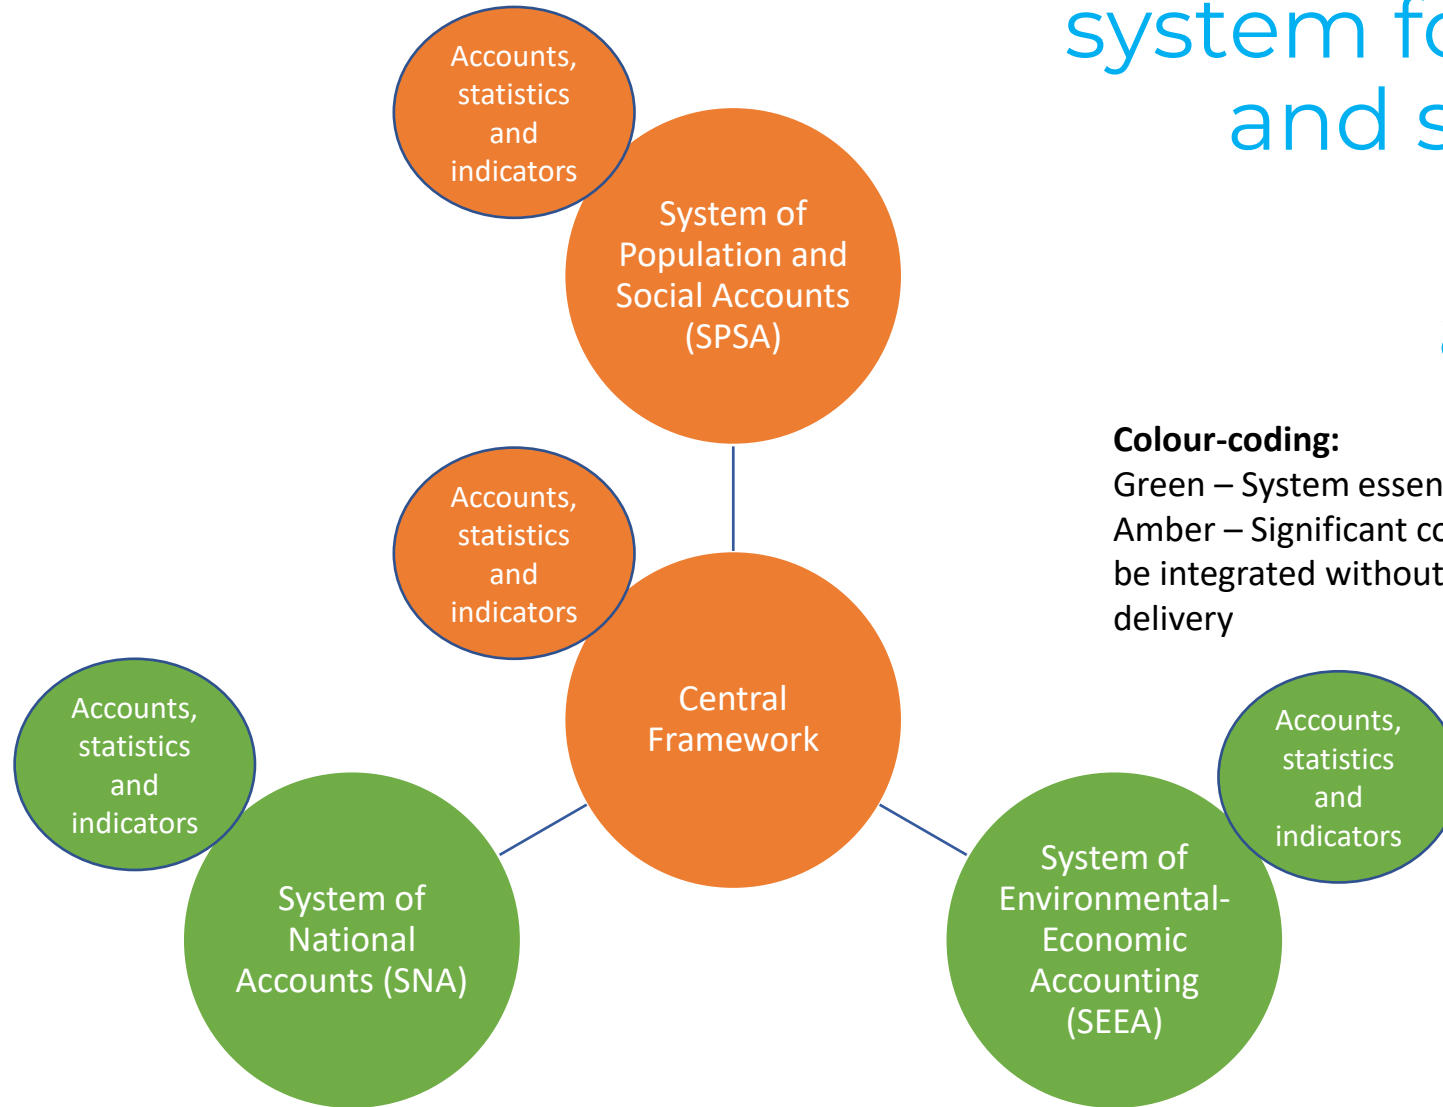 system fo
and s
Accounts,
statistics
and
indicators
System of
Population and
Social Accounts
(SPSA)
Colour-coding:
Green – System essen
Amber – Significant co
be integrated without
delivery
Accounts,
statistics
and
indicators
Central
Framework
Accounts,
statistics
and
indicators
System of
National
Accounts (SNA)
Accounts,
statistics
and
indicators
System of
Environmental-
Economic
Accounting
(SEEA)